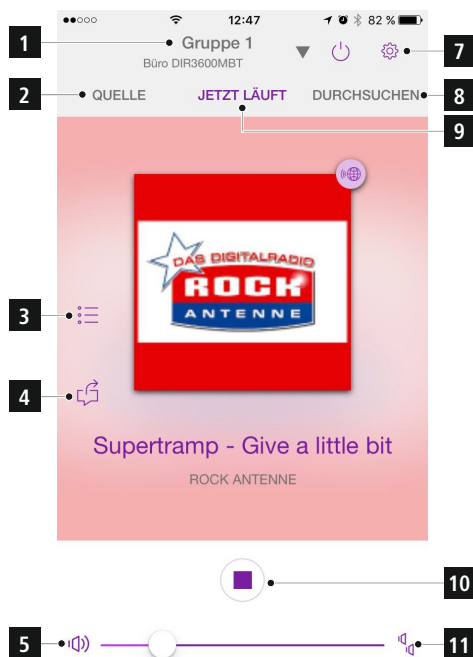 12:47
82 %
1
Gruppe 1
Büro DIR3600MBT
7
2
QUELLE
JETZT LÄUFT
DURCHSUCHEN
8
9
DAS DIGITALRADIO
ROCK
ANTENNE
3
4
Supertramp - Give a little bit
ROCK ANTENNE
10
5
11